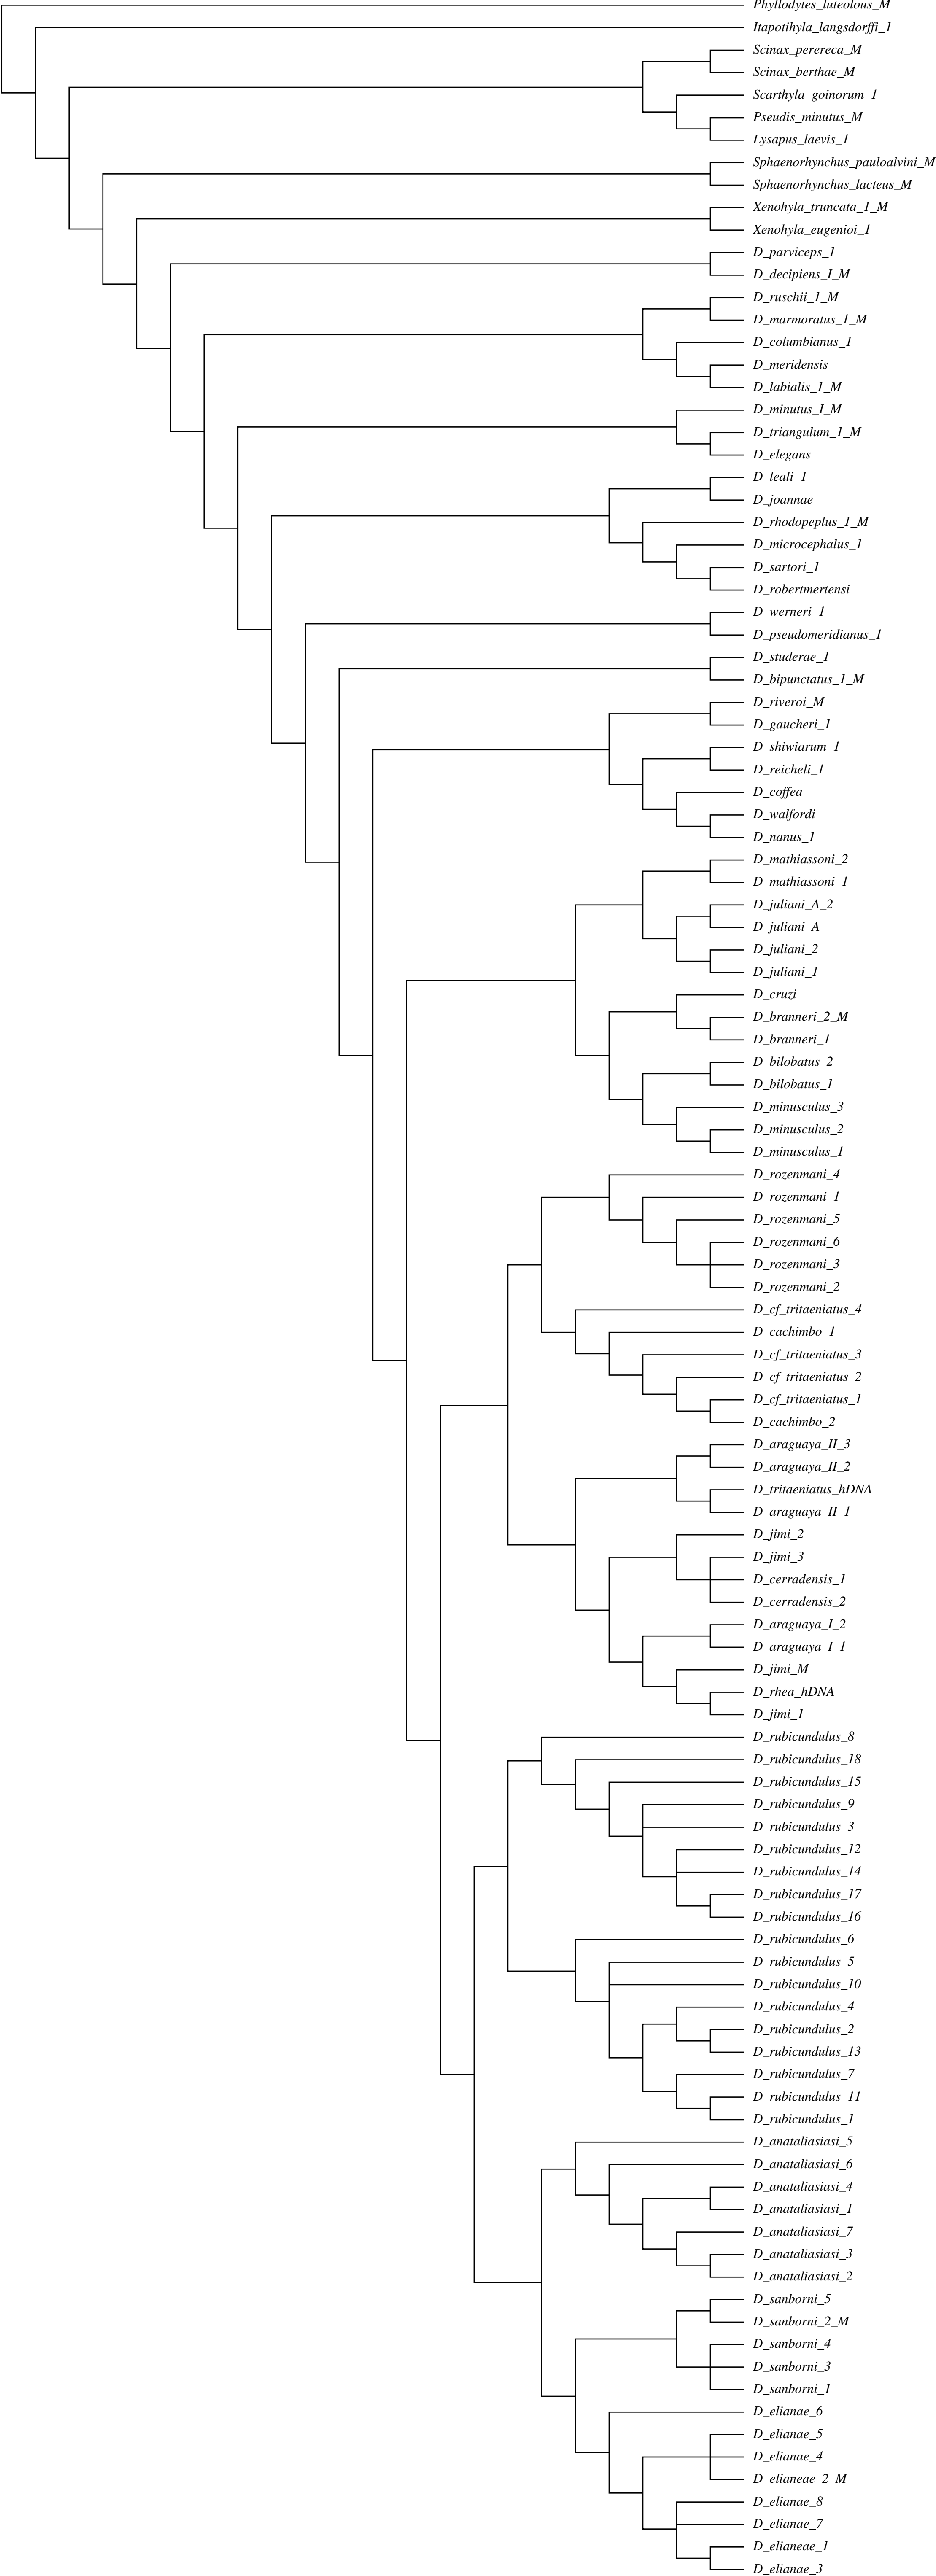 Phyllodytes_luteolous_M
Itapotihyla_langsdorffi_1
Scinax_perereca_M
Scinax_berthae_M
Scarthyla_goinorum_1
Pseudis_minutus_M
Lysapus_laevis_1
Sphaenorhynchus_pauloalvini_M
Sphaenorhynchus_lacteus_M
Xenohyla_truncata_1_M
Xenohyla_eugenioi_1
D_parviceps_1
D_decipiens_I_M
D_ruschii_1_M
D_marmoratus_1_M
D_columbianus_1
D_meridensis
D_labialis_1_M
D_minutus_I_M
D_triangulum_1_M
D_elegans
D_leali_1
D_joannae
D_rhodopeplus_1_M
D_microcephalus_1
D_sartori_1
D_robertmertensi
D_werneri_1
D_pseudomeridianus_1
D_studerae_1
D_bipunctatus_1_M
D_riveroi_M
D_gaucheri_1
D_shiwiarum_1
D_reicheli_1
D_coffea
D_walfordi
D_nanus_1
D_mathiassoni_2
D_mathiassoni_1
D_juliani_A_2
D_juliani_A
D_juliani_2
D_juliani_1
D_cruzi
D_branneri_2_M
D_branneri_1
D_bilobatus_2
D_bilobatus_1
D_minusculus_3
D_minusculus_2
D_minusculus_1
D_rozenmani_4
D_rozenmani_1
D_rozenmani_5
D_rozenmani_6
D_rozenmani_3
D_rozenmani_2
D_cf_tritaeniatus_4
D_cachimbo_1
D_cf_tritaeniatus_3
D_cf_tritaeniatus_2
D_cf_tritaeniatus_1
D_cachimbo_2
D_araguaya_II_3
D_araguaya_II_2
D_tritaeniatus_hDNA
D_araguaya_II_1
D_jimi_2
D_jimi_3
D_cerradensis_1
D_cerradensis_2
D_araguaya_I_2
D_araguaya_I_1
D_jimi_M
D_rhea_hDNA
D_jimi_1
D_rubicundulus_8
D_rubicundulus_18
D_rubicundulus_15
D_rubicundulus_9
D_rubicundulus_3
D_rubicundulus_12
D_rubicundulus_14
D_rubicundulus_17
D_rubicundulus_16
D_rubicundulus_6
D_rubicundulus_5
D_rubicundulus_10
D_rubicundulus_4
D_rubicundulus_2
D_rubicundulus_13
D_rubicundulus_7
D_rubicundulus_11
D_rubicundulus_1
D_anataliasiasi_5
D_anataliasiasi_6
D_anataliasiasi_4
D_anataliasiasi_1
D_anataliasiasi_7
D_anataliasiasi_3
D_anataliasiasi_2
D_sanborni_5
D_sanborni_2_M
D_sanborni_4
D_sanborni_3
D_sanborni_1
D_elianae_6
D_elianae_5
D_elianae_4
D_elianeae_2_M
D_elianae_8
D_elianae_7
D_elianeae_1
D_elianae_3